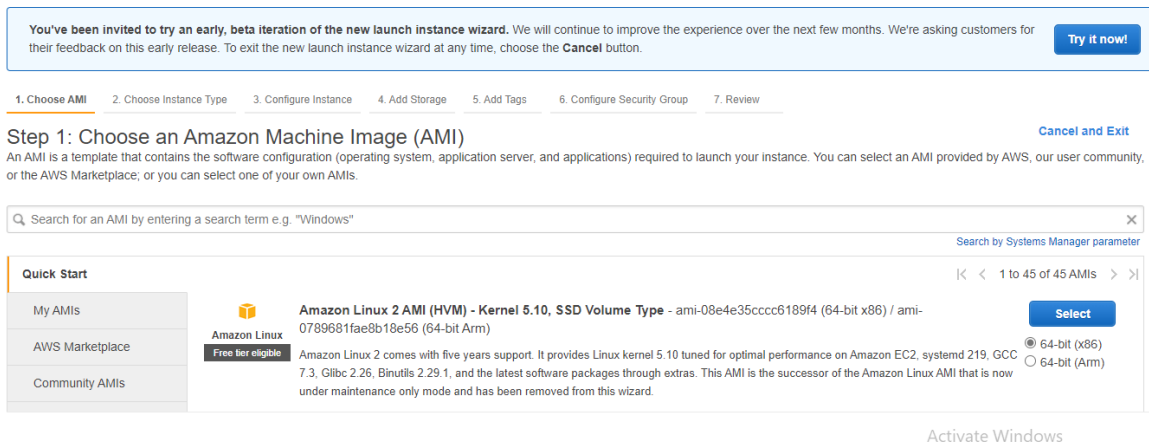 You've been invited to try an early, beta iteration of the new launch instance wizard. We will continue to improve the experience over the next few months. We're asking customers for
their feedback on this early release. To exit the new launch instance wizard at any time, choose the Cancel button.
Try it now!
1. Choose AMI 2. Choose Instance Type 3. Configure Instance 4. Add Storage 5. Add Tags 6. Configure Security Group 7. Review
Step 1: Choose an Amazon Machine Image (AMI)
Cancel and Exit
An AMI is a template that contains the software configuration (operating system, application server, and applications) required to launch your instance. You can select an AMI provided by AWS, our user community,
or the AWS Marketplace; or you can select one of your own AMIs.
Search for an AMI by entering a search term e.g. "Windows"
Search by Systems Manager parameter
Quick Start
1 to 45 of 45 AMIs
My AMIs
AWS Marketplace
Community AMIs
Amazon Linux
Free tier eligible
Amazon Linux 2 AMI (HVM) - Kernel 5.10, SSD Volume Type - ami-08e4e35cccc6189f4 (64-bit x86) / ami-
0789681fae8b18e56 (64-bit Arm)
Amazon Linux 2 comes with five years support. It provides Linux kernel 5.10 tuned for optimal performance on Amazon EC2, systemd 219, GCC
7.3, Glibc 2.26, Binutils 2.29.1, and the latest software packages through extras. This AMI is the successor of the Amazon Linux AMI that is now
under maintenance only mode and has been removed from this wizard.
Select
64-bit (x86)
64-bit (Arm)
Activate Windows